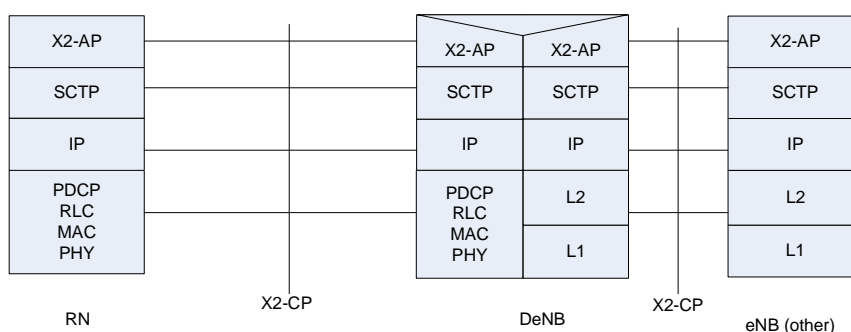 X2-AP
X2-AP
X2-AP
X2-AP
SCTP
SCTP
SCTP
SCTP
IP
IP
IP
IP
PDCP
RLC
MAC
PHY
PDCP
RLC
MAC
PHY
L2
L1
L2
L1
X2-CP
X2-CP
RN
DeNB
eNB (other)